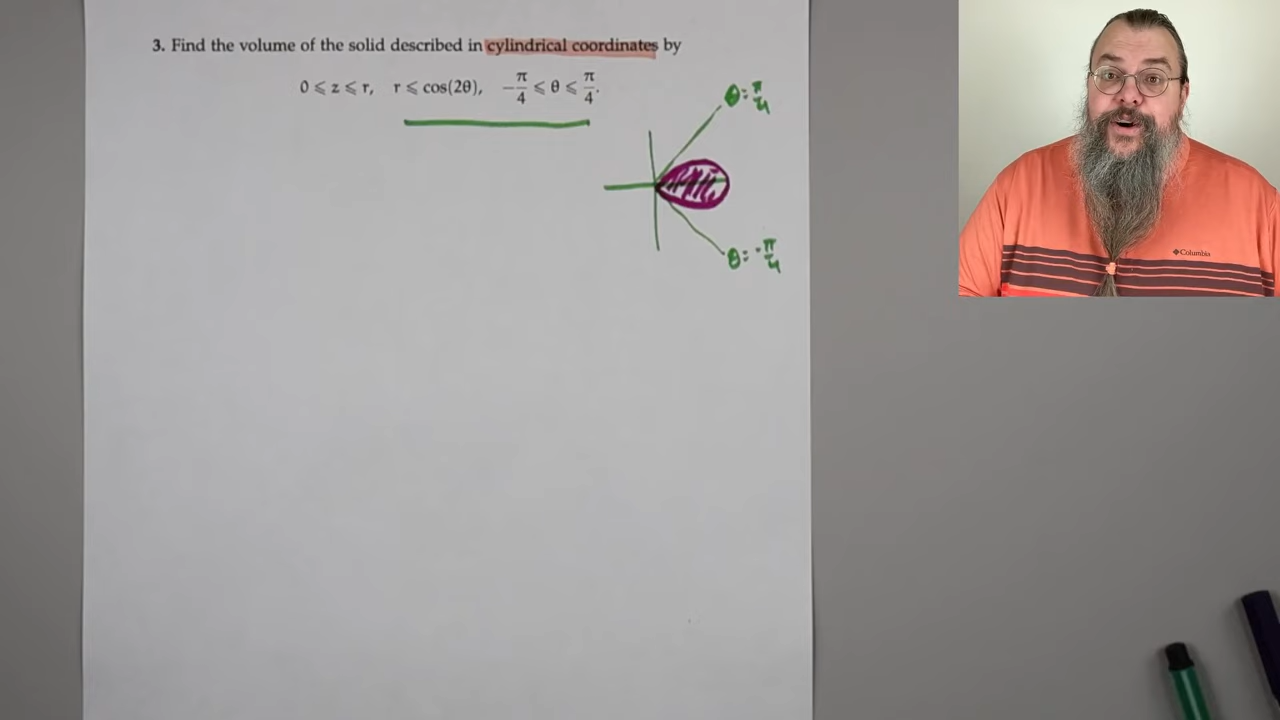 3. Find the volume of the solid described in cylindrical coordinates by
0 ⩽ z ⩽ r, r ⩽ cos(2θ), −π/4 ⩽ θ ⩽ π/4.
θ = π/4
θ = -π/4
Columbia